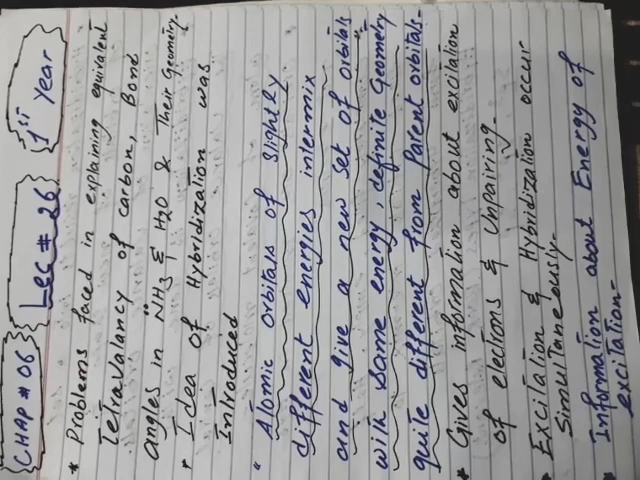 CHAP # 06 Lec # 26 1st Year
* Problems faced in explaining equivalent
Tetravalancy of carbon, Bond
angles in N̈H3 & H2O & Their Geometry.
* Idea of Hybridization was
Introduced
" Atomic orbitals of Slightly
different energies intermix
and give a new set of orbitals
with Same energy, definite Geometry
quite different from Parent orbitals.
* Gives information about excitation
of electrons & Unpairing.
* Excitation & Hybridization occur
Simultaneously.
* Information about Energy of
excitation-